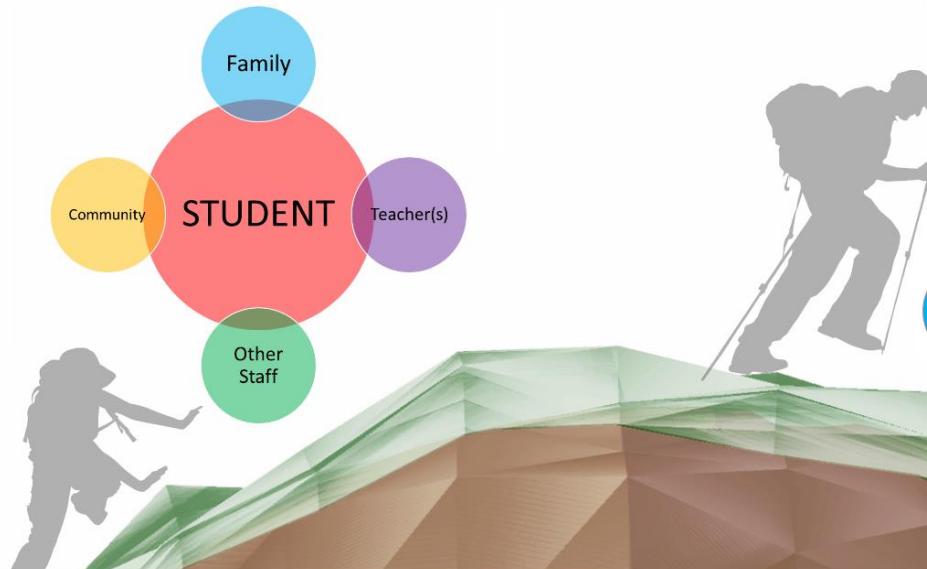 Family
Community
STUDENT
Teacher(s)
Other
Staff